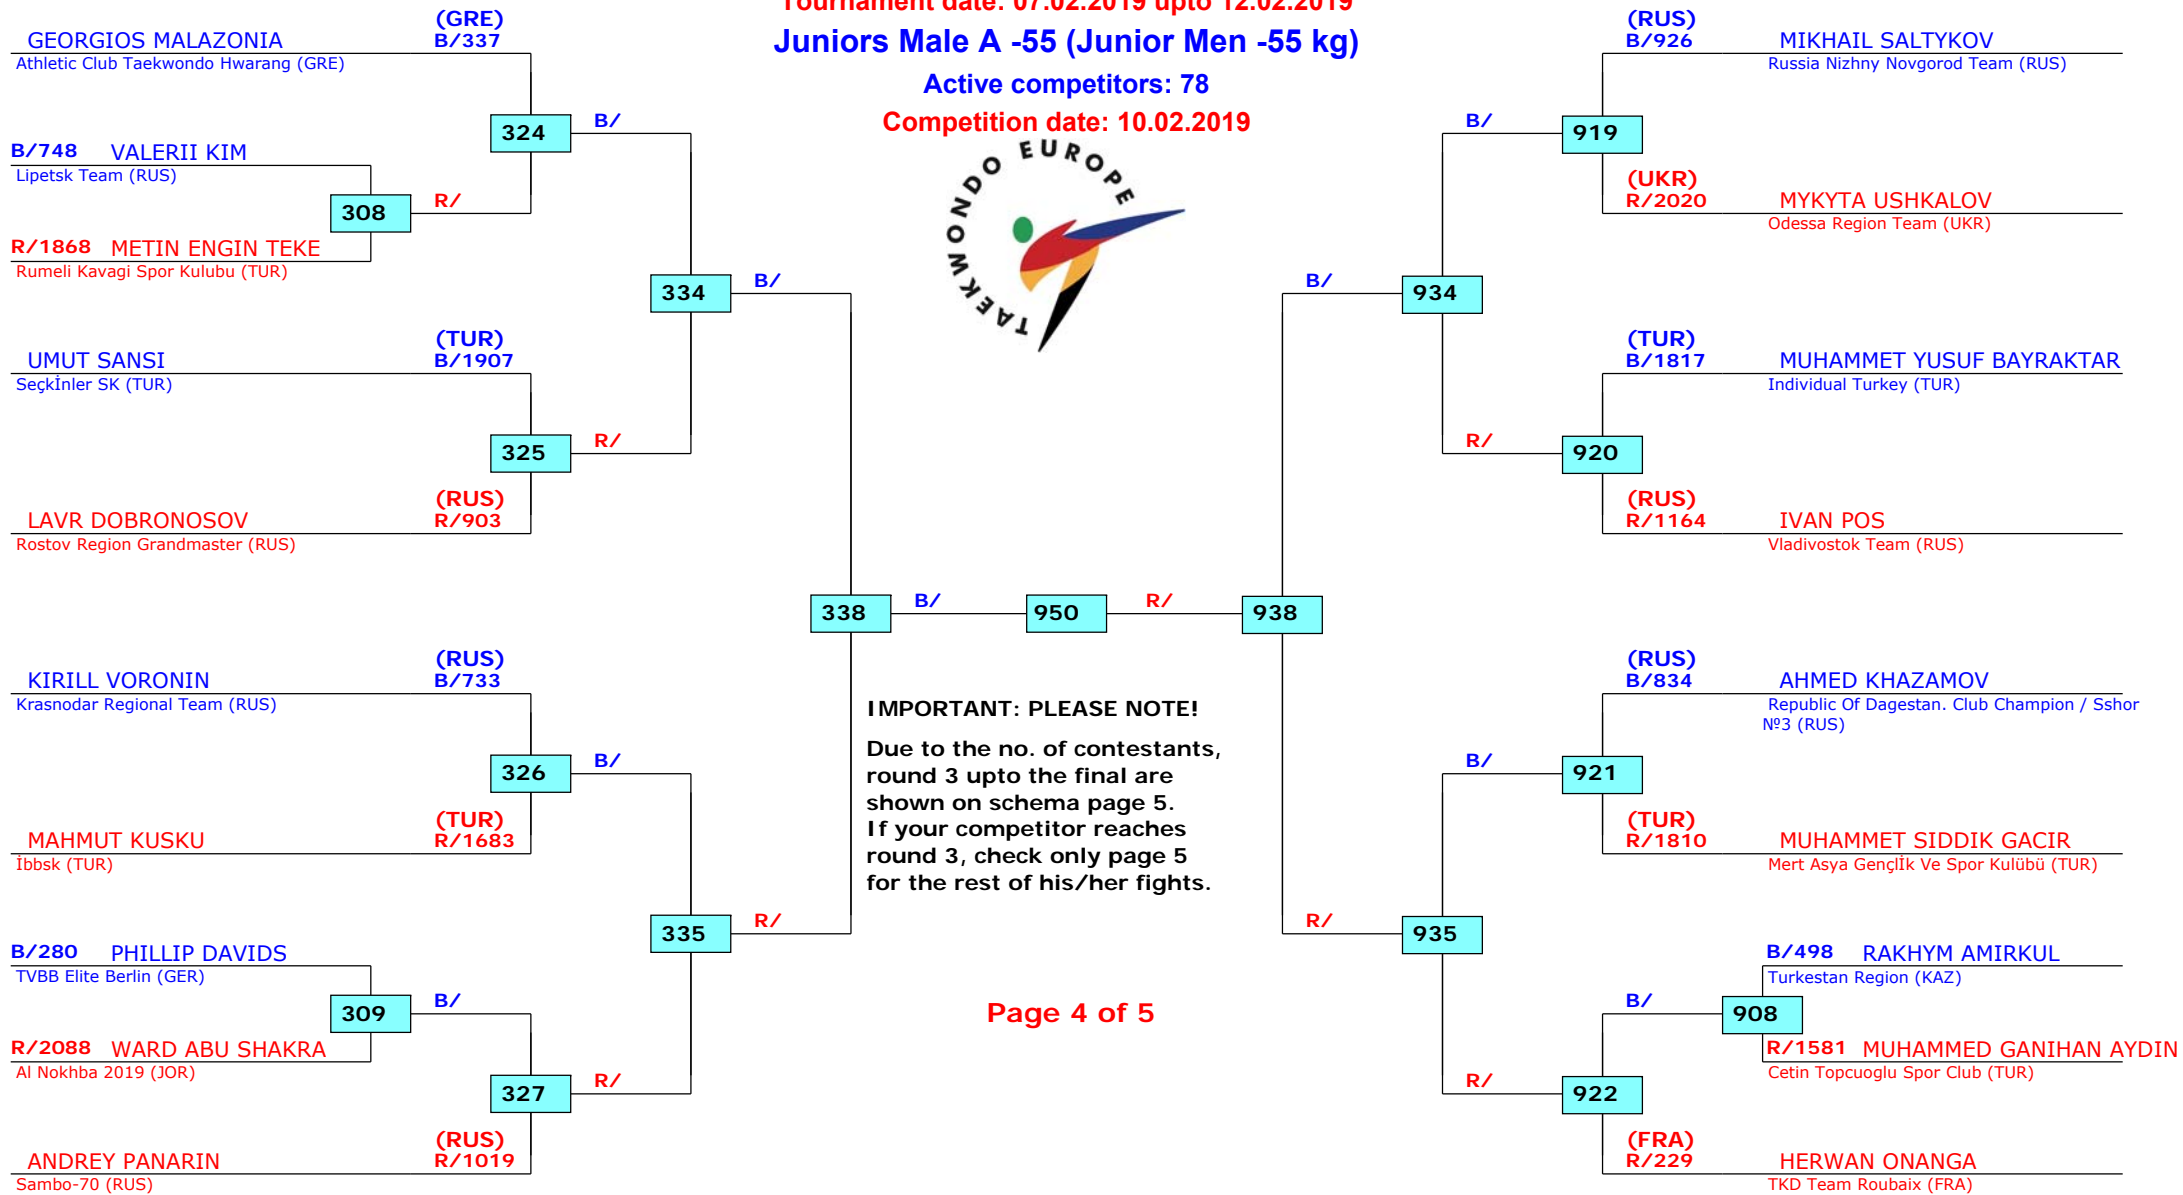 Tournament date: 07.02.2019 upto 12.02.2019
Juniors Male A -55 (Junior Men -55 kg)
Active competitors: 78
Competition date: 10.02.2019
TAEKWONDO EUROPE
(GRE)
GEORGIOS MALAZONIA B/337
Athletic Club Taekwondo Hwarang (GRE)
324
B/
B/748 VALERII KIM
Lipetsk Team (RUS)
308
R/
R/1868 METIN ENGIN TEKE
Rumeli Kavagi Spor Kulubu (TUR)
334
B/
(TUR)
UMUT SANSI B/1907
Seçkİnler SK (TUR)
325
R/
(RUS)
LAVR DOBRONOSOV R/903
Rostov Region Grandmaster (RUS)
338
B/
950
R/
938
(RUS)
KIRILL VORONIN B/733
Krasnodar Regional Team (RUS)
326
B/
(TUR)
MAHMUT KUSKU R/1683
İbbsk (TUR)
335
R/
B/280 PHILLIP DAVIDS
TVBB Elite Berlin (GER)
309
B/
R/2088 WARD ABU SHAKRA
Al Nokhba 2019 (JOR)
327
R/
(RUS)
ANDREY PANARIN R/1019
Sambo-70 (RUS)
IMPORTANT: PLEASE NOTE!
Due to the no. of contestants,
round 3 upto the final are
shown on schema page 5.
If your competitor reaches
round 3, check only page 5
for the rest of his/her fights.
Page 4 of 5
(RUS)
B/926 MIKHAIL SALTYKOV
Russia Nizhny Novgorod Team (RUS)
B/
919
(UKR)
R/2020 MYKYTA USHKALOV
Odessa Region Team (UKR)
B/
934
(TUR)
B/1817 MUHAMMET YUSUF BAYRAKTAR
Individual Turkey (TUR)
R/
920
(RUS)
R/1164 IVAN POS
Vladivostok Team (RUS)
(RUS)
B/834 AHMED KHAZAMOV
Republic Of Dagestan. Club Champion / Sshor
№3 (RUS)
B/
921
(TUR)
R/1810 MUHAMMET SIDDIK GACIR
Mert Asya Gençlİk Ve Spor Kulübü (TUR)
R/
935
B/498 RAKHYM AMIRKUL
Turkestan Region (KAZ)
B/
908
R/1581 MUHAMMED GANIHAN AYDIN
Cetin Topcuoglu Spor Club (TUR)
R/
922
(FRA)
R/229 HERWAN ONANGA
TKD Team Roubaix (FRA)